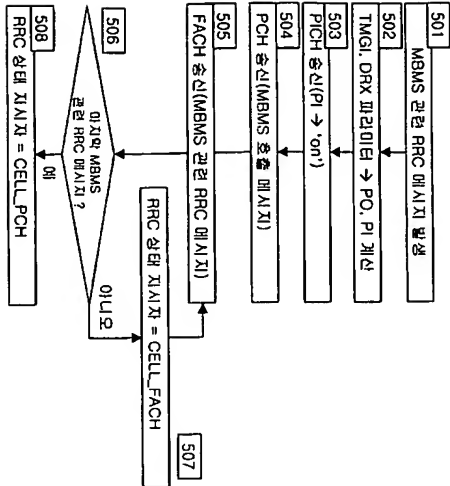 501
MBMS 관련 RRC 메시지 발생
502
TMGI, DRX 파라미터 → PO, PI 계산
503
PICH 송신(PI → 'on')
504
PCH 송신(MBMS 호출 메시지)
505
FACH 송신(MBMS 관련 RRC 메시지)
506
마지막 MBMS
관련 RRC 메시지 ?
아니오
예
RRC 상태 지시자 = CELL_FACH
507
508
RRC 상태 지시자 = CELL_PCH